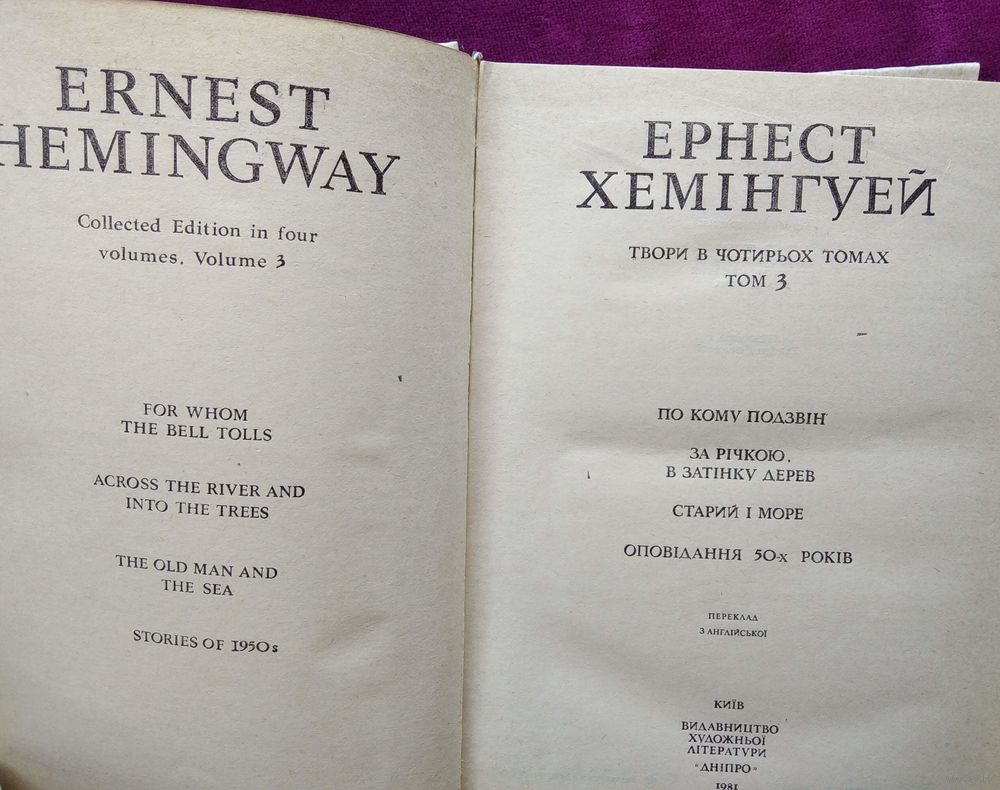 ERNEST
HEMINGWAY
Collected Edition in four
volumes. Volume 3
FOR WHOM
THE BELL TOLLS
ACROSS THE RIVER AND
INTO THE TREES
THE OLD MAN AND
THE SEA
STORIES OF 1950s
ЕРНЕСТ
ХЕМІНГУЕЙ
ТВОРИ В ЧОТИРЬОХ ТОМАХ
ТОМ 3
ПО КОМУ ПОДЗВІН
ЗА РІЧКОЮ,
В ЗАТІНКУ ДЕРЕВ
СТАРИЙ І МОРЕ
ОПОВІДАННЯ 50-х РОКІВ
ПЕРЕКЛАД
З АНГЛІЙСЬКОЇ
КИЇВ
ВИДАВНИЦТВО
ХУДОЖНЬОЇ
ЛІТЕРАТУРИ
"ДНІПРО"
1981